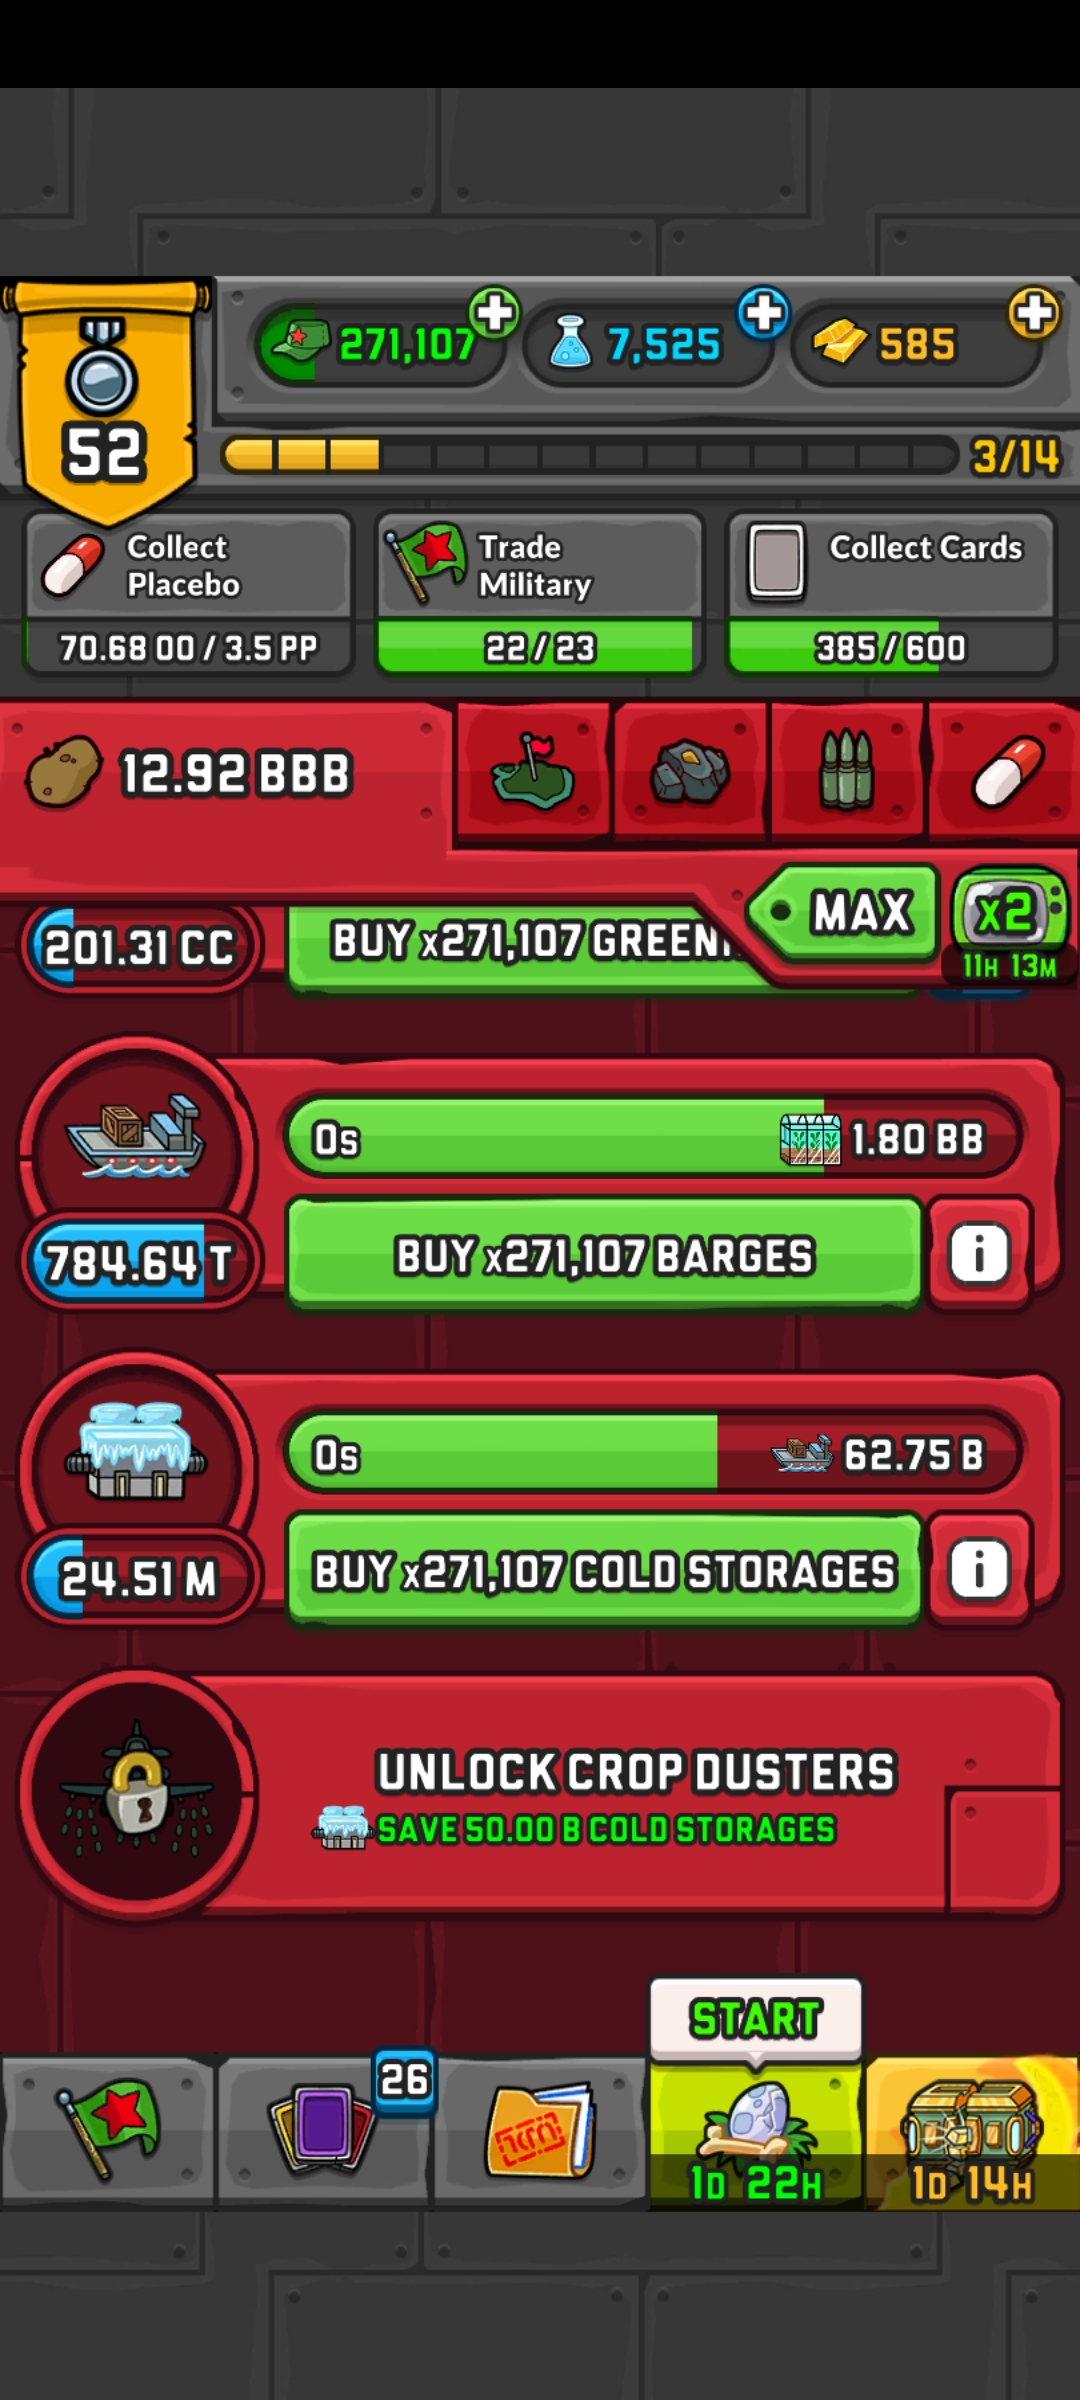 271,107
7,525
585
52
3/14
Collect
Placebo
70.68 OO / 3.5 PP
Trade
Military
22 / 23
Collect Cards
385 / 600
12.92 BBB
MAX
x2
11H 13M
201.31 CC
BUY x271,107 GREEN
0s
1.80 BB
784.64 T
BUY x271,107 BARGES
i
0s
62.75 B
24.51 M
BUY x271,107 COLD STORAGES
i
UNLOCK CROP DUSTERS
SAVE 50.00 B COLD STORAGES
START
26
1D 22H
1D 14H